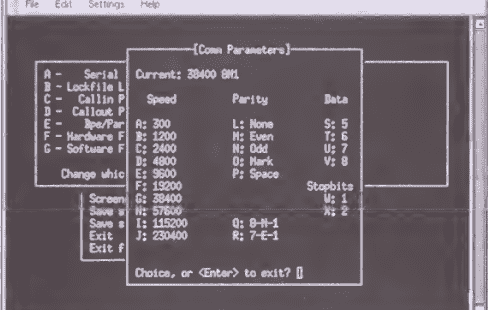 File Edit Settings Help
[Comm Parameters]
A - Serial
B - Lockfile L
C - Callin P
D - Callout P
E - Bps/Par
F - Hardware F
G - Software F
Change whic
Screen
Save a
Save a
Exit
Exit f
Current: 38400 8N1
Speed Parity Data
A: 300 L: None S: 5
B: 1200 M: Even T: 6
C: 2400 N: Odd U: 7
D: 4800 O: Mark V: 8
E: 9600 P: Space
F: 19200 Stopbits
G: 38400 W: 1
H: 57600 X: 2
I: 115200 Q: 8-N-1
J: 230400 R: 7-E-1
Choice, or <Enter> to exit?